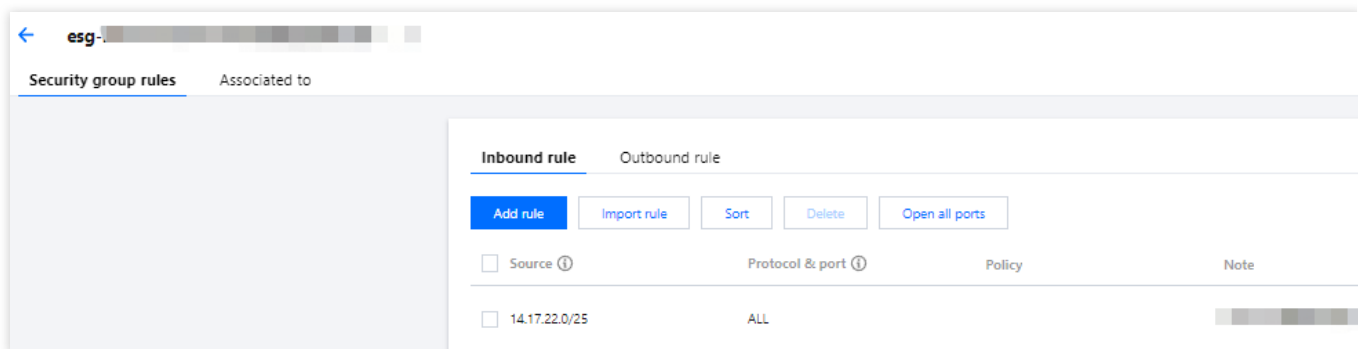 esg-
Security group rules Associated to
Inbound rule Outbound rule
Add rule Import rule Sort Delete Open all ports
Source Protocol & port Policy Note
14.17.22.0/25 ALL